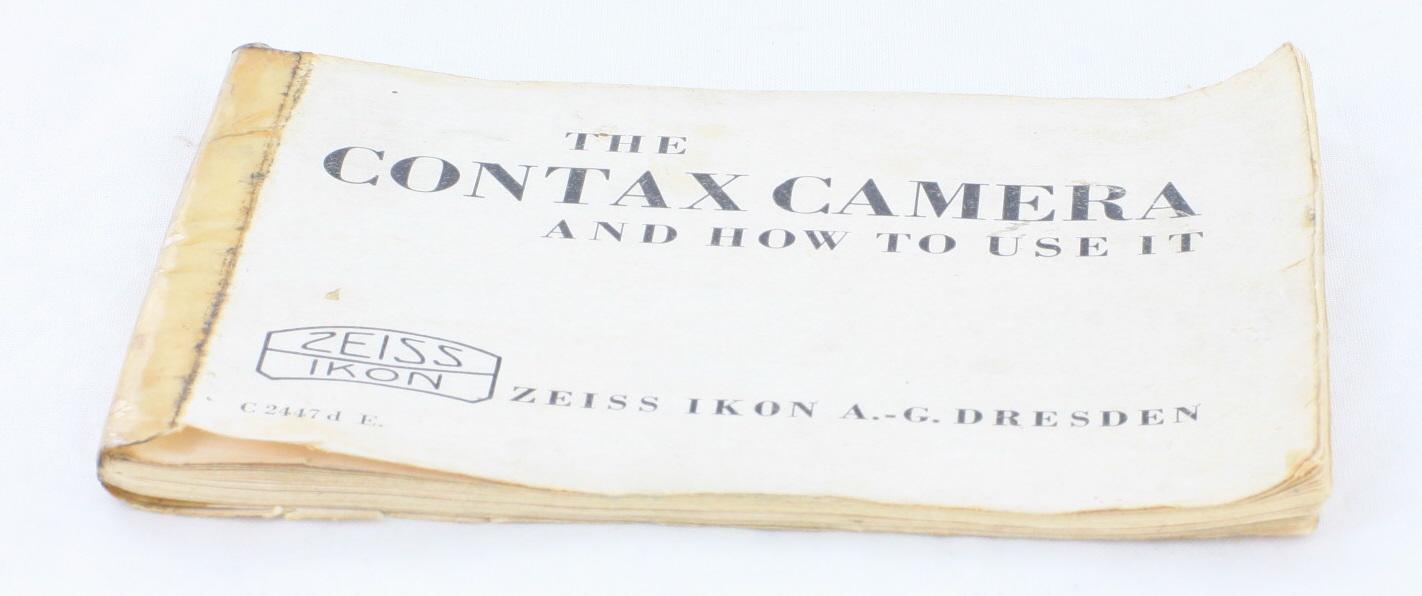 THE
CONTAX CAMERA
AND HOW TO USE IT
ZEISS
IKON
ZEISS IKON A.-G. DRESDEN
C 2447 d E.